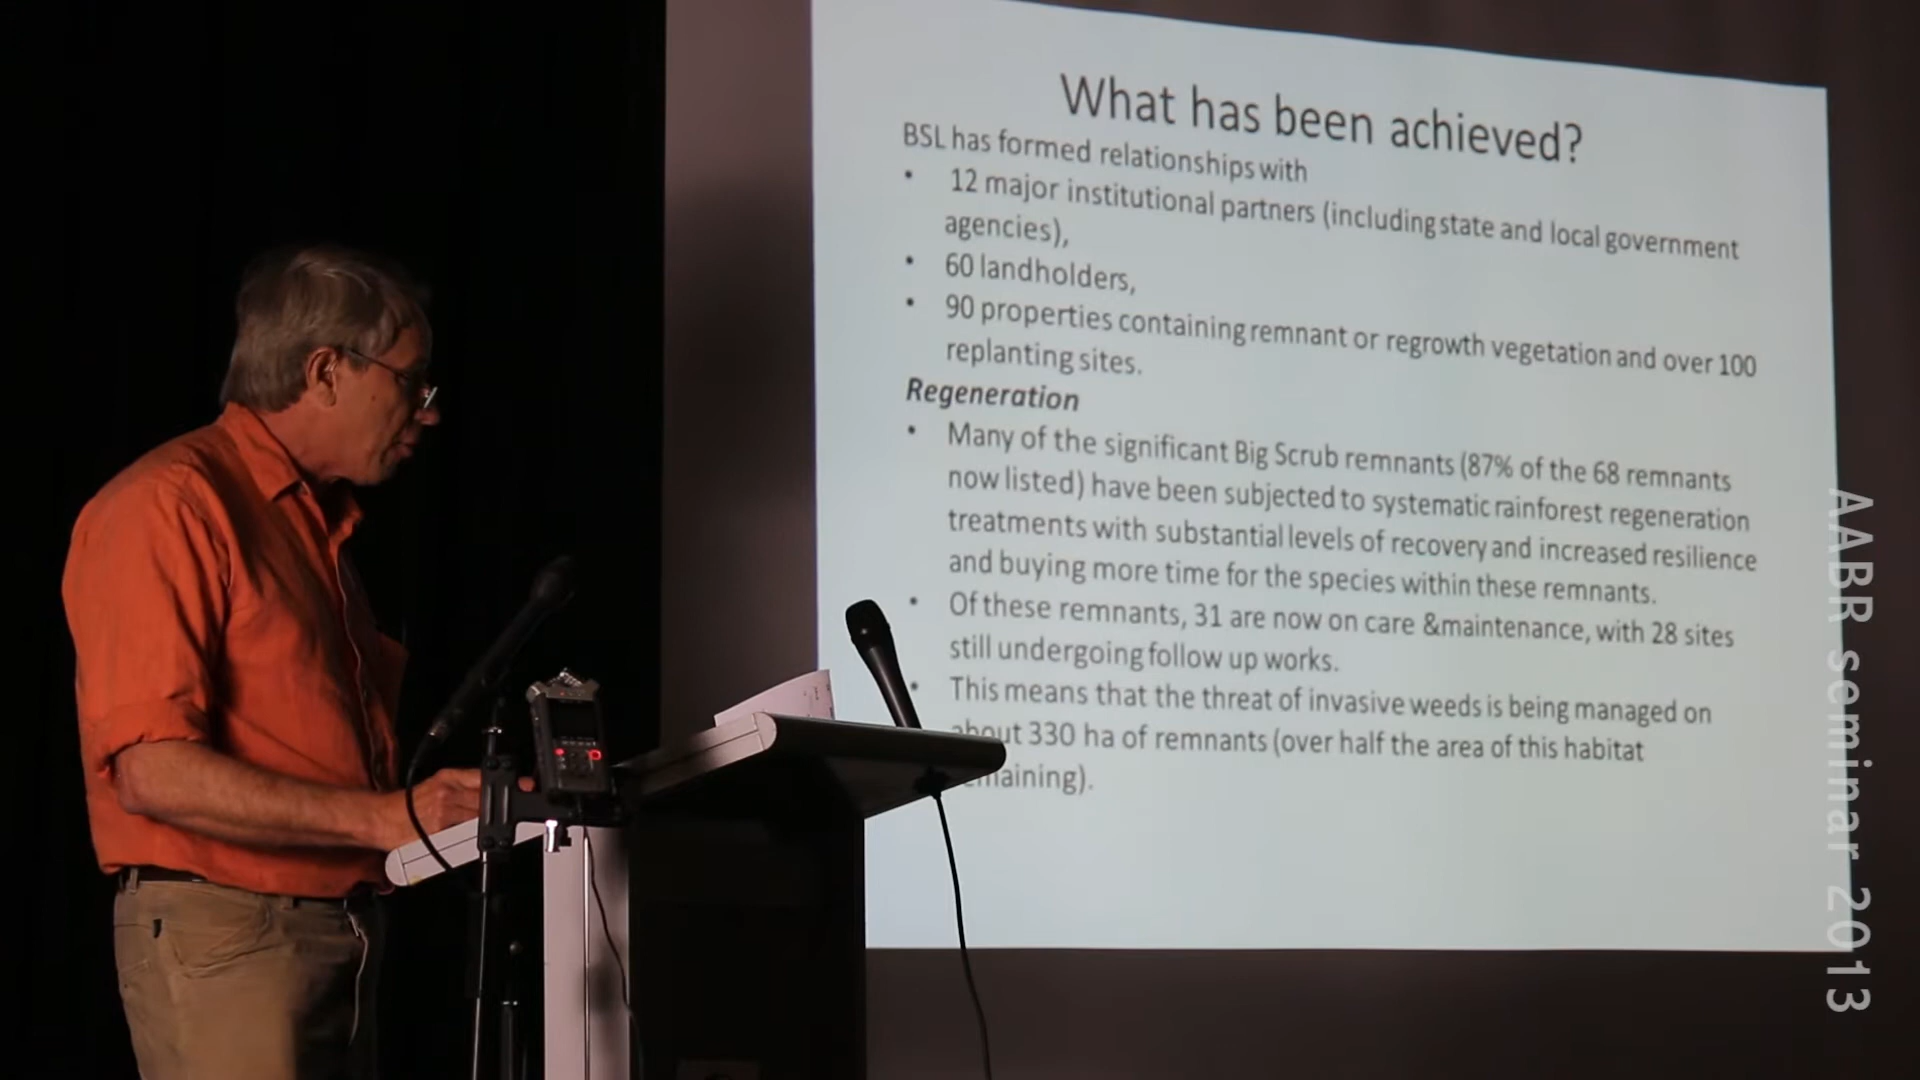 What has been achieved?
BSL has formed relationships with
• 12 major institutional partners (including state and local government
agencies),
• 60 landholders,
• 90 properties containing remnant or regrowth vegetation and over 100
replanting sites.
Regeneration
• Many of the significant Big Scrub remnants (87% of the 68 remnants
now listed) have been subjected to systematic rainforest regeneration
treatments with substantial levels of recovery and increased resilience
and buying more time for the species within these remnants.
• Of these remnants, 31 are now on care &maintenance, with 28 sites
still undergoing follow up works.
• This means that the threat of invasive weeds is being managed on
about 330 ha of remnants (over half the area of this habitat
maining).
AABR seminar 2013